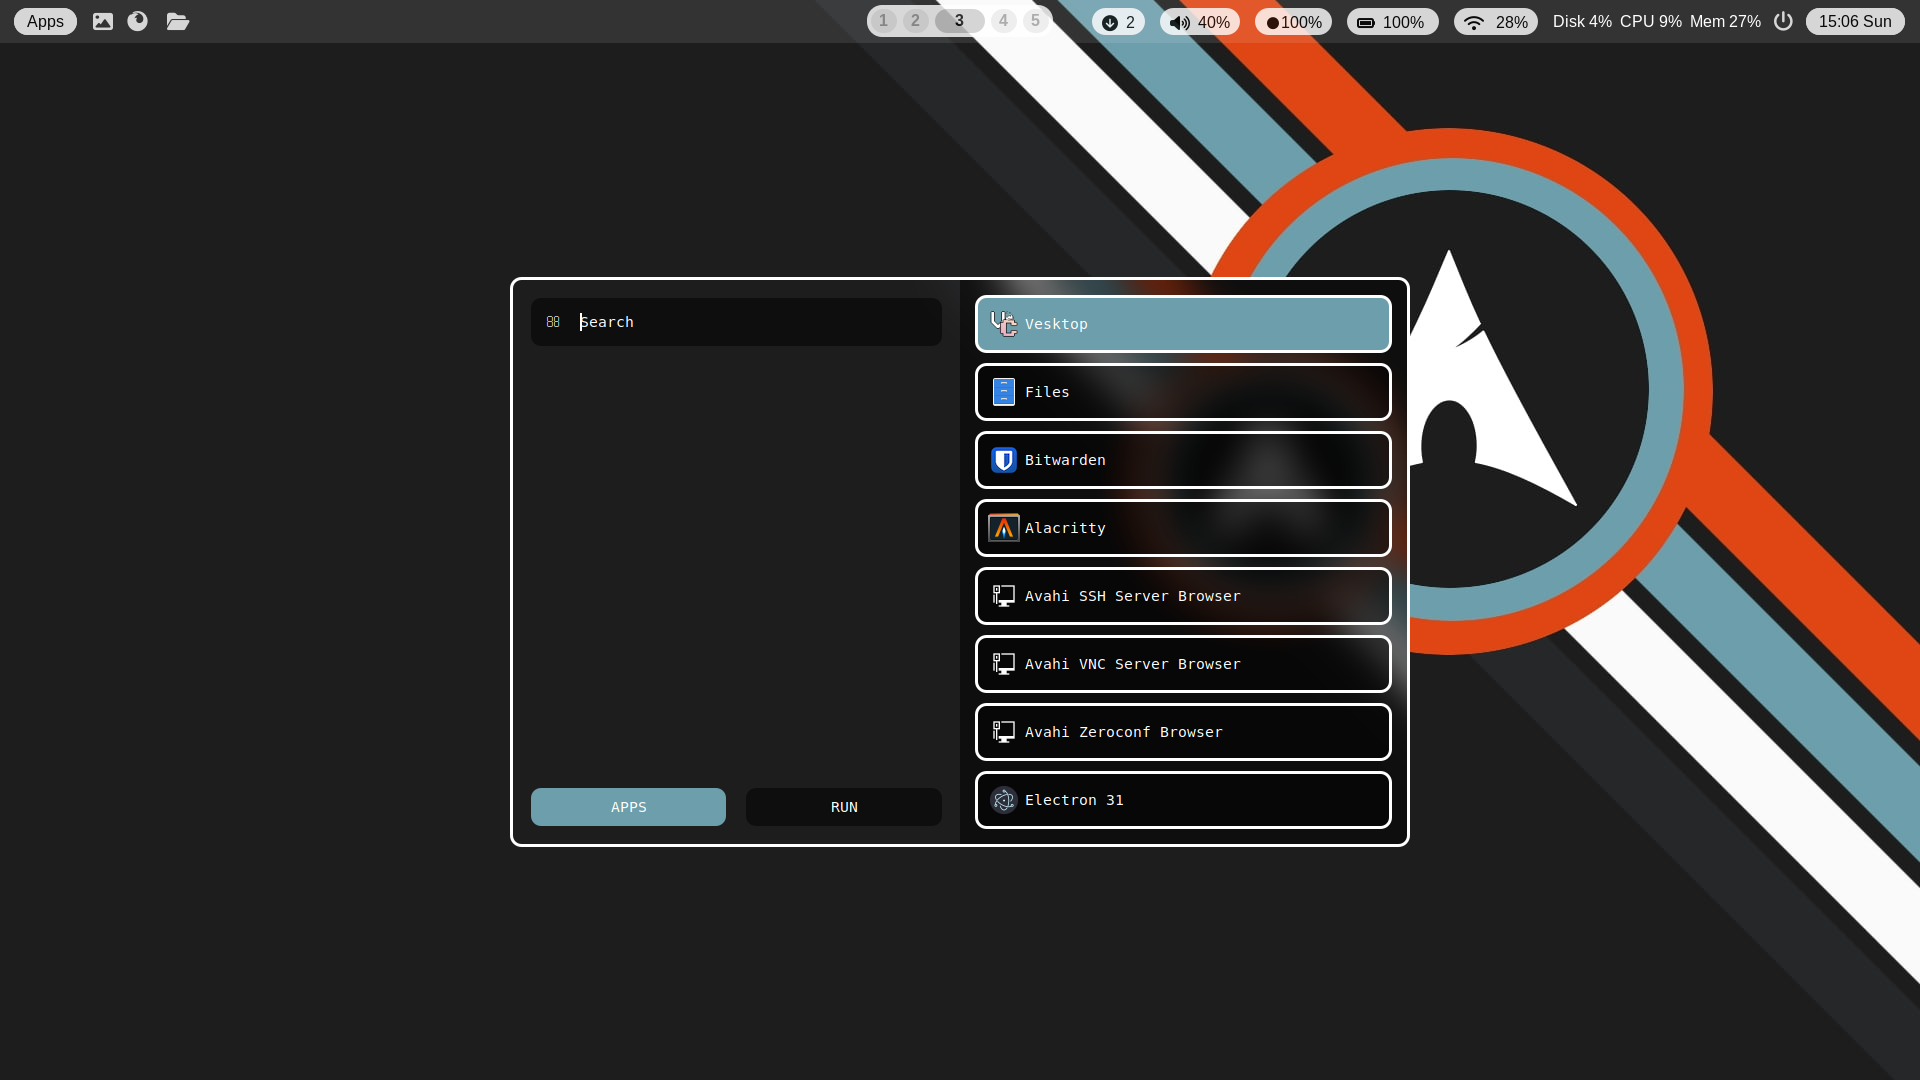 Apps 1 2 3 4 5 2 40% 100% 100% 28% Disk 4% CPU 9% Mem 27% 15:06 Sun
Search
APPS RUN
Vesktop
Files
Bitwarden
Alacritty
Avahi SSH Server Browser
Avahi VNC Server Browser
Avahi Zeroconf Browser
Electron 31